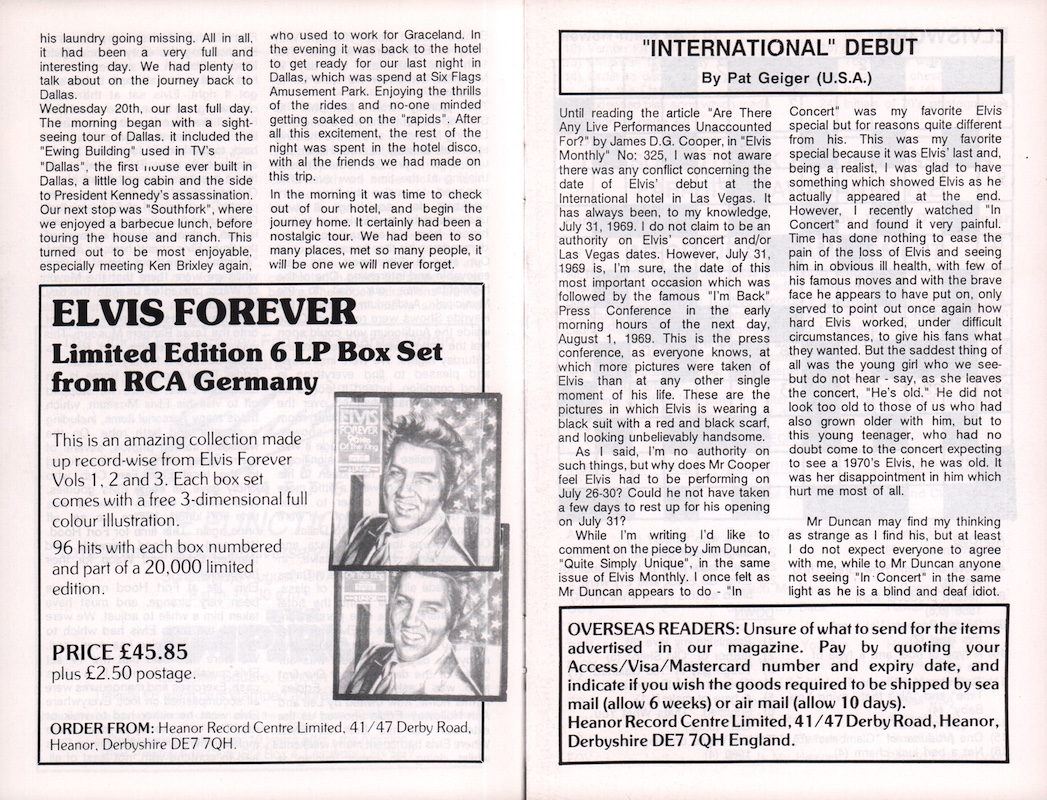 his laundry going missing. All in all,
it had been a very full and
interesting day. We had plenty to
talk about on the journey back to
Dallas.
Wednesday 20th, our last full day.
The morning began with a sight-
seeing tour of Dallas. it included the
"Ewing Building" used in TV's
"Dallas", the first house ever built in
Dallas, a little log cabin and the side
to President Kennedy's assassination.
Our next stop was "Southfork", where
we enjoyed a barbecue lunch, before
touring the house and ranch. This
turned out to be most enjoyable,
especially meeting Ken Brixley again,
who used to work for Graceland. In
the evening it was back to the hotel
to get ready for our last night in
Dallas, which was spend at Six Flags
Amusement Park. Enjoying the thrills
of the rides and no-one minded
getting soaked on the "rapids". After
all this excitement, the rest of the
night was spent in the hotel disco,
with al the friends we had made on
this trip.
In the morning it was time to check
out of our hotel, and begin the
journey home. It certainly had been a
nostalgic tour. We had been to so
many places, met so many people, it
will be one we will never forget.
ELVIS FOREVER
Limited Edition 6 LP Box Set
from RCA Germany
This is an amazing collection made
up record-wise from Elvis Forever
Vols 1, 2 and 3. Each box set
comes with a free 3-dimensional full
colour illustration.
96 hits with each box numbered
and part of a 20,000 limited
edition.
PRICE £45.85
plus £2.50 postage.
ELVIS
FOREVER
96 Hits
Of The King
Of The King
ORDER FROM: Heanor Record Centre Limited, 41/47 Derby Road,
Heanor, Derbyshire DE7 7QH.
"INTERNATIONAL" DEBUT
By Pat Geiger (U.S.A.)
Until reading the article "Are There
Any Live Performances Unaccounted
For?" by James D.G. Cooper, in "Elvis
Monthly" No: 325, I was not aware
there was any conflict concerning the
date of Elvis' debut at the
International hotel in Las Vegas. It
has always been, to my knowledge,
July 31, 1969. I do not claim to be an
authority on Elvis' concert and/or
Las Vegas dates. However, July 31,
1969 is, I'm sure, the date of this
most important occasion which was
followed by the famous "I'm Back"
Press Conference in the early
morning hours of the next day,
August 1, 1969. This is the press
conference, as everyone knows, at
which more pictures were taken of
Elvis than at any other single
moment of his life. These are the
pictures in which Elvis is wearing a
black suit with a red and black scarf,
and looking unbelievably handsome.
As I said, I'm no authority on
such things, but why does Mr Cooper
feel Elvis had to be performing on
July 26-30? Could he not have taken
a few days to rest up for his opening
on July 31?
While I'm writing I'd like to
comment on the piece by Jim Duncan,
"Quite Simply Unique", in the same
issue of Elvis Monthly. I once felt as
Mr Duncan appears to do - "In
Concert" was my favorite Elvis
special but for reasons quite different
from his. This was my favorite
special because it was Elvis' last and,
being a realist, I was glad to have
something which showed Elvis as he
actually appeared at the end.
However, I recently watched "In
Concert" and found it very painful.
Time has done nothing to ease the
pain of the loss of Elvis and seeing
him in obvious ill health, with few of
his famous moves and with the brave
face he appears to have put on, only
served to point out once again how
hard Elvis worked, under difficult
circumstances, to give his fans what
they wanted. But the saddest thing of
all was the young girl who we see-
but do not hear - say, as she leaves
the concert, "He's old." He did not
look too old to those of us who had
also grown older with him, but to
this young teenager, who had no
doubt come to the concert expecting
to see a 1970's Elvis, he was old. It
was her disappointment in him which
hurt me most of all.
Mr Duncan may find my thinking
as strange as I find his, but at least
I do not expect everyone to agree
with me, while to Mr Duncan anyone
not seeing "In Concert" in the same
light as he is a blind and deaf idiot.
OVERSEAS READERS: Unsure of what to send for the items
advertised in our magazine. Pay by quoting your
Access/Visa/Mastercard number and expiry date, and
indicate if you wish the goods required to be shipped by sea
mail (allow 6 weeks) or air mail (allow 10 days).
Heanor Record Centre Limited, 41/47 Derby Road, Heanor,
Derbyshire DE7 7QH England.